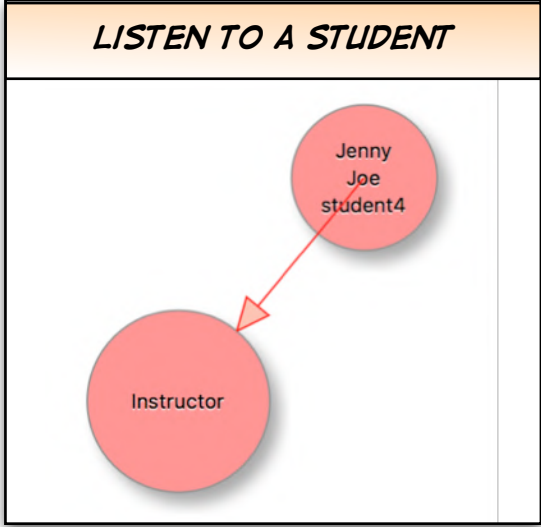 LISTEN TO A STUDENT
Jenny
Joe
student4
Instructor